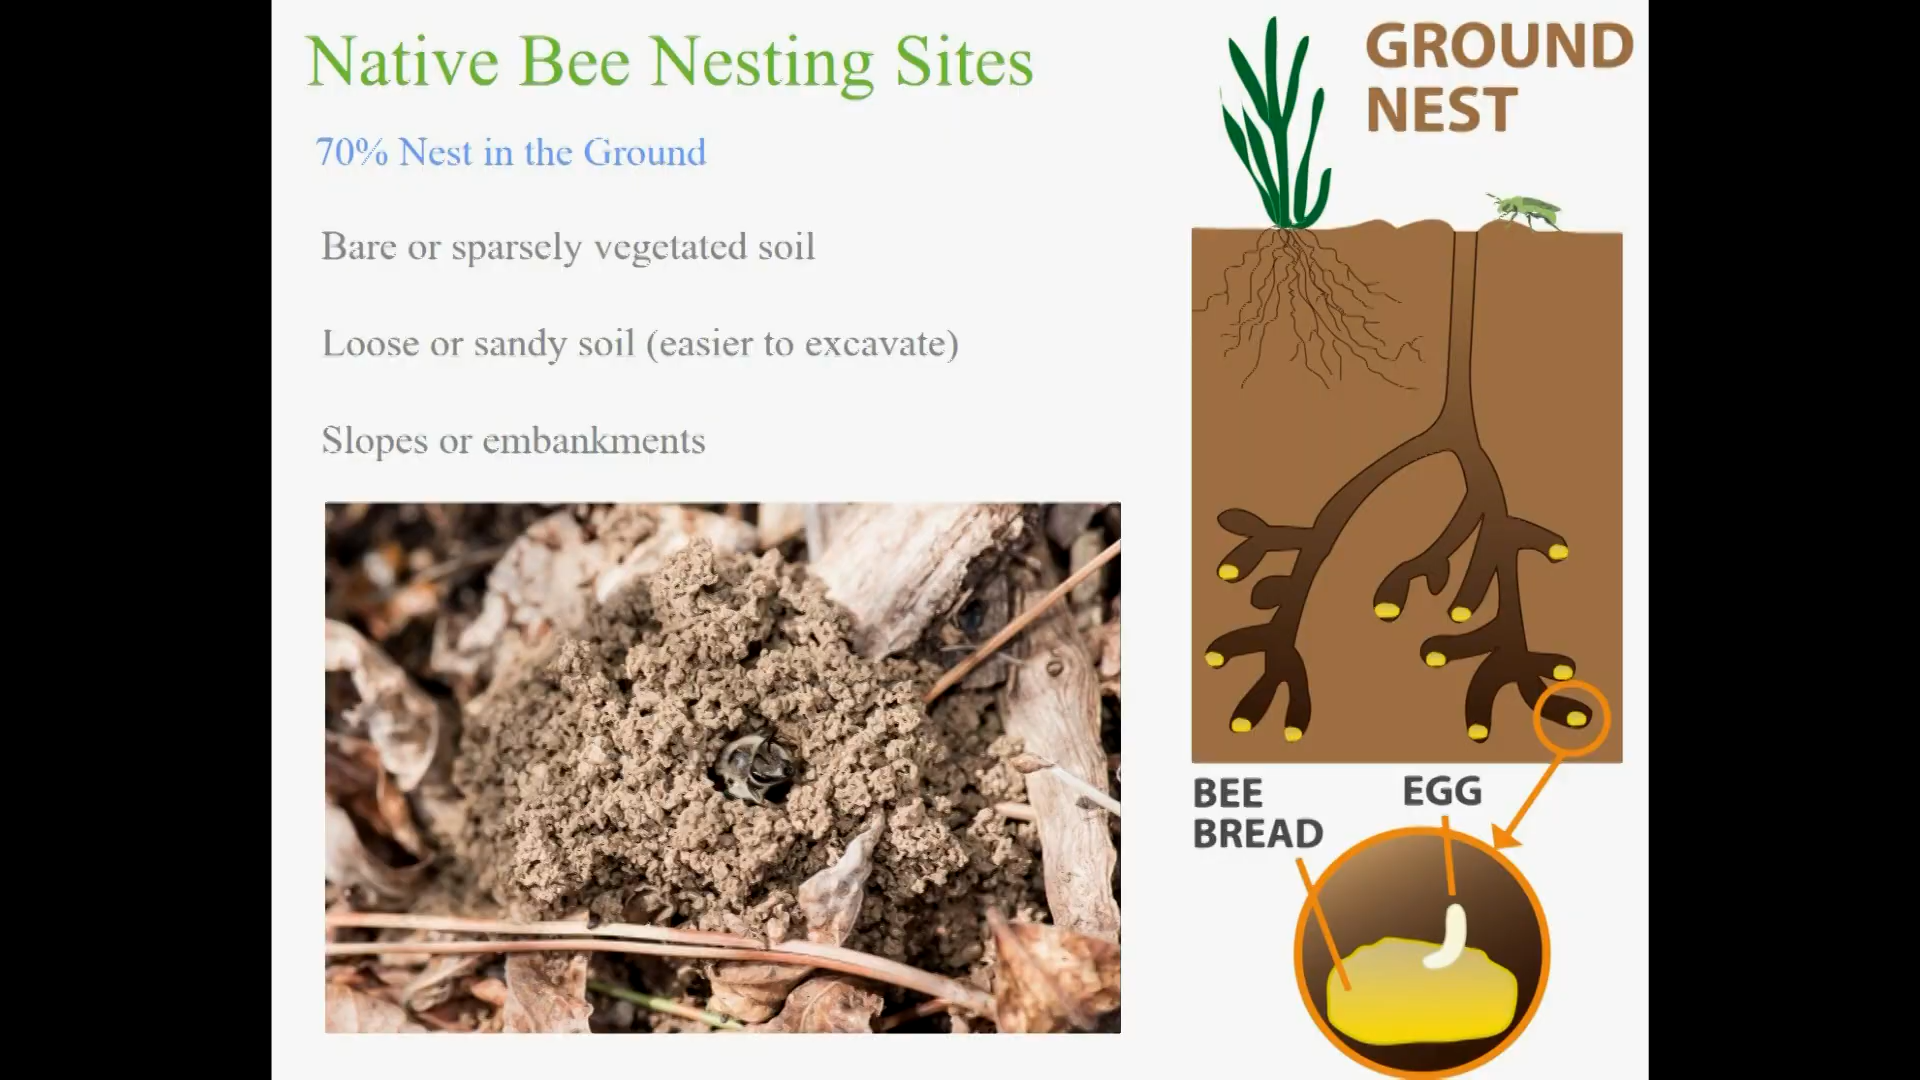 Native Bee Nesting Sites
70% Nest in the Ground
Bare or sparsely vegetated soil
Loose or sandy soil (easier to excavate)
Slopes or embankments
GROUND
NEST
BEE
BREAD
EGG